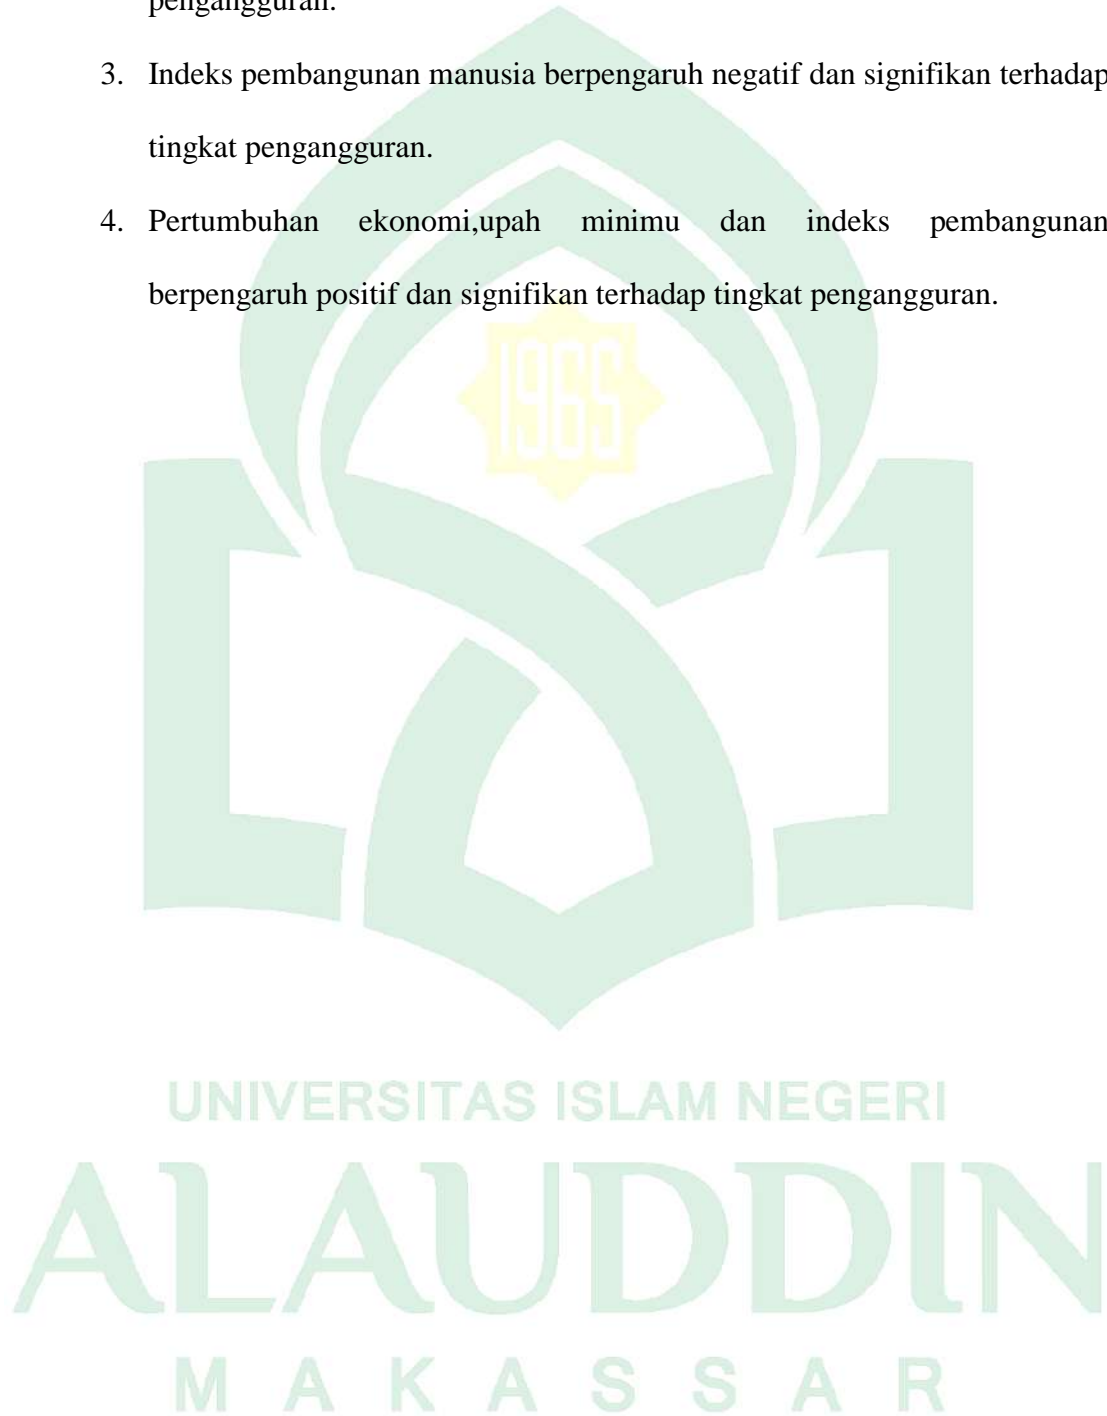 pengangguran.
3. Indeks pembangunan manusia berpengaruh negatif dan signifikan terhadap
tingkat pengangguran.
4. Pertumbuhan ekonomi,upah minimu dan indeks pembangunan
berpengaruh positif dan signifikan terhadap tingkat pengangguran.
1965
UNIVERSITAS ISLAM NEGERI
ALAUDDIN
MAKASSAR